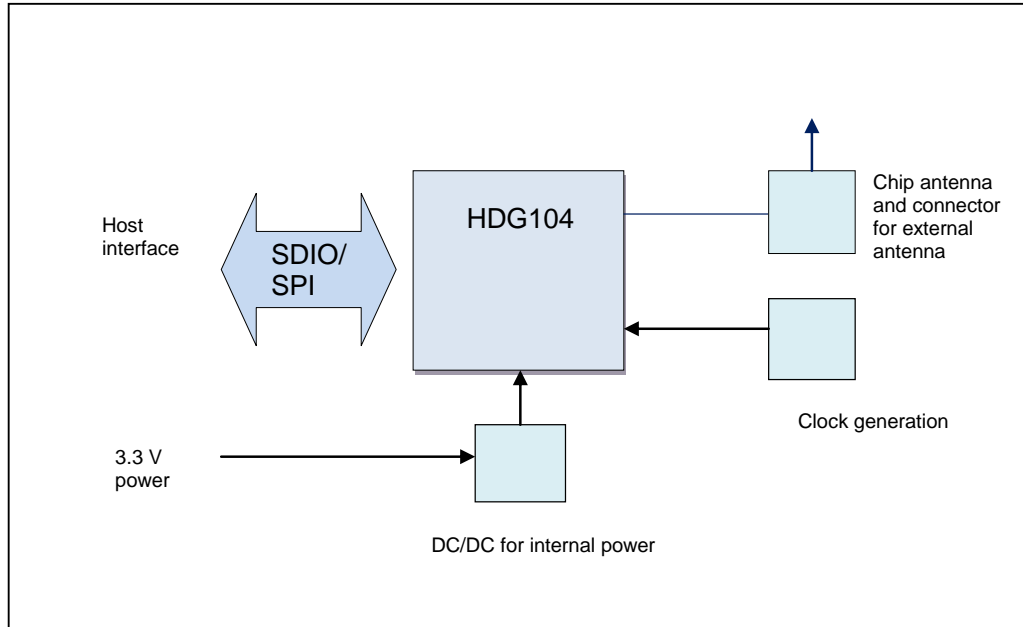 HDG104
Chip antenna
and connector
for external
antenna
Host
interface
SDIO/
SPI
Clock generation
3.3 V
power
DC/DC for internal power